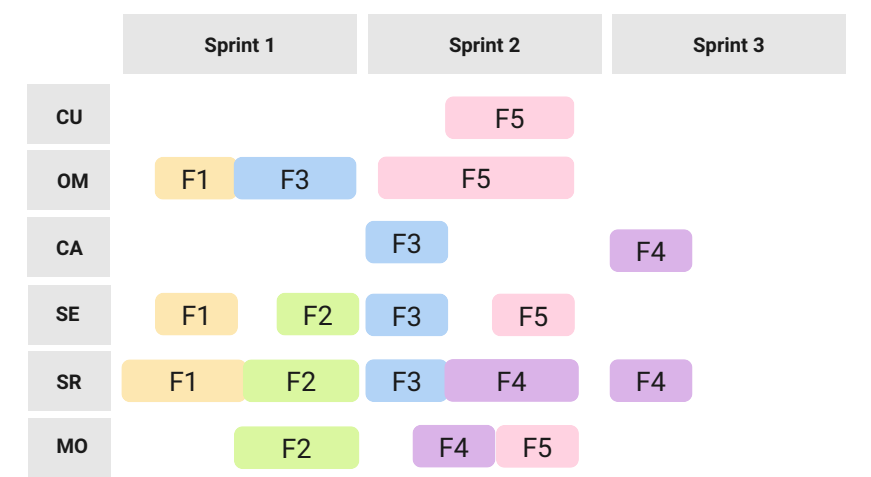 Sprint 1 Sprint 2 Sprint 3
CU F5
OM F1 F3 F5
CA F3 F4
SE F1 F2 F3 F5
SR F1 F2 F3 F4 F4
MO F2 F4 F5